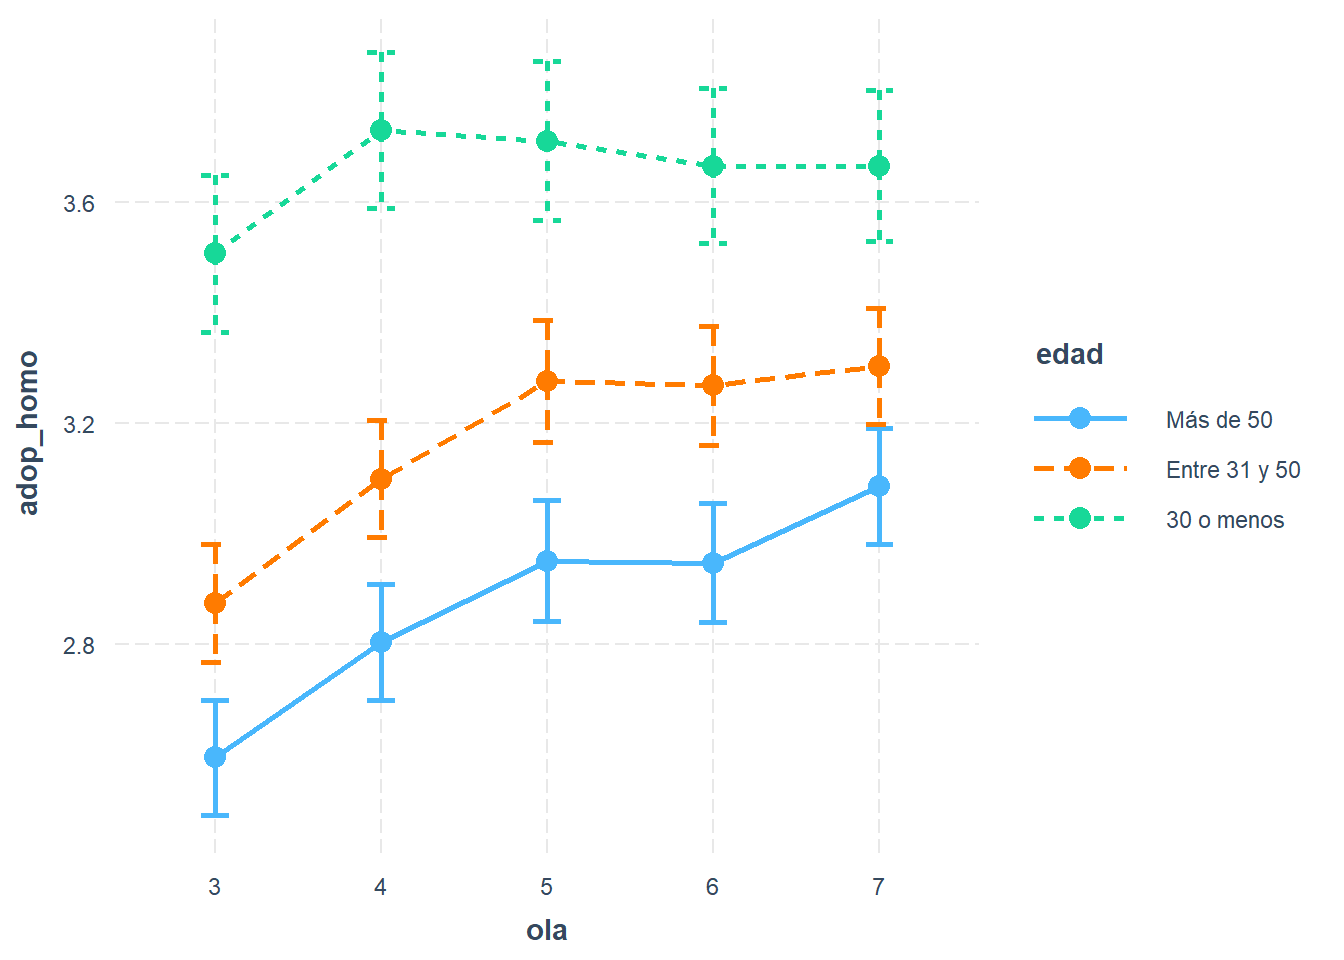 adop_homo
3.6
3.2
2.8
3 4 5 6 7
ola
edad
Más de 50
Entre 31 y 50
30 o menos